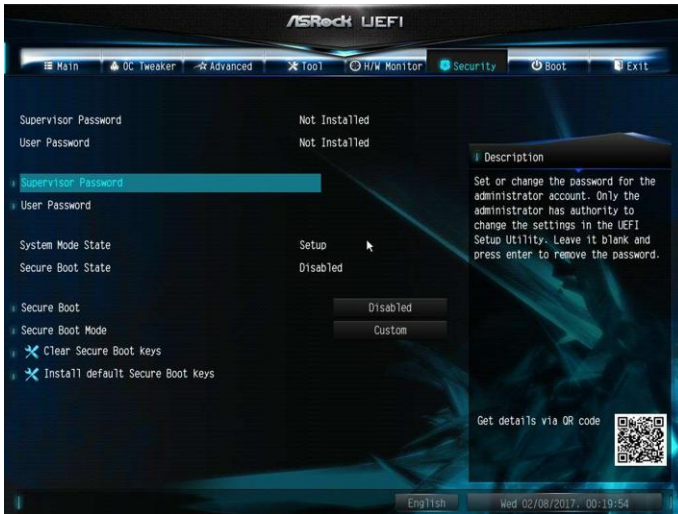 ASRock UEFI
Main OC Tweaker Advanced Tool H/W Monitor Security Boot Exit
Supervisor Password Not Installed
User Password Not Installed
Supervisor Password
User Password
System Mode State Setup
Secure Boot State Disabled
Secure Boot Disabled
Secure Boot Mode Custom
Clear Secure Boot keys
Install default Secure Boot keys
Description
Set or change the password for the
administrator account. Only the
administrator has authority to
change the settings in the UEFI
Setup Utility. Leave it blank and
press enter to remove the password.
Get details via QR code
English Wed 02/08/2017. 00:19:54